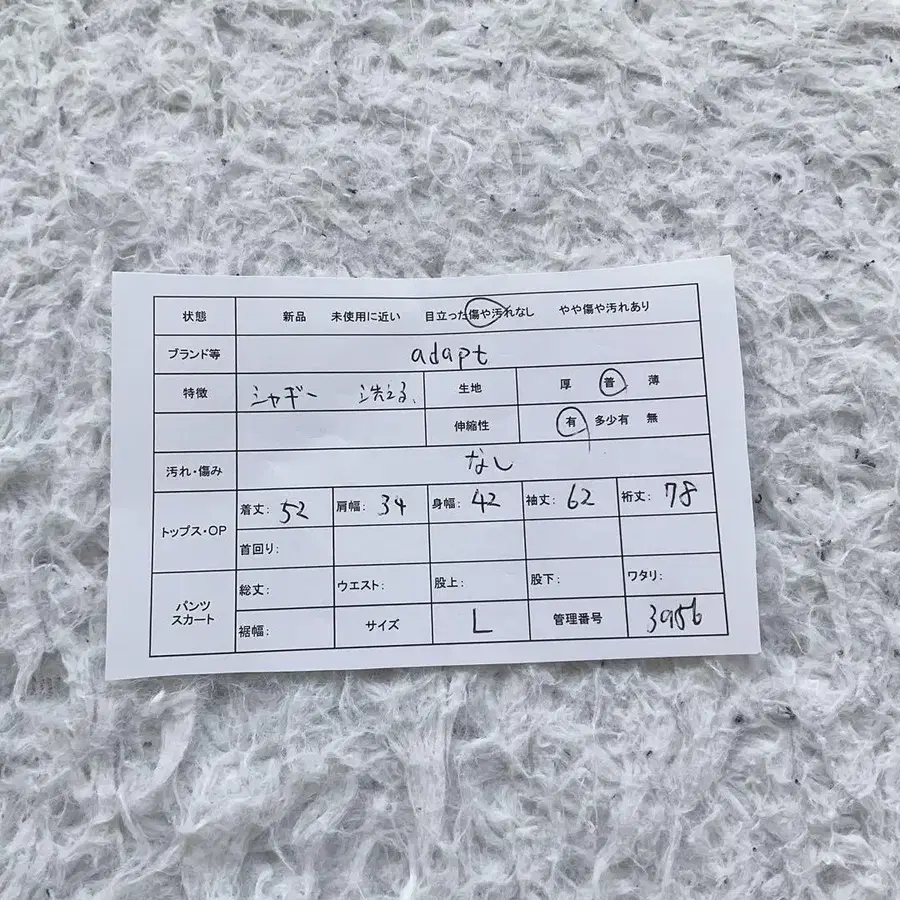 状態 新品 未使用に近い 目立った傷や汚れなし やや傷や汚れあり
ブランド等 adapt
特徴 シャギー 洗える、 生地 厚 普 薄
伸縮性 有 多少有 無
汚れ・傷み なし
トップス・OP 着丈: 52 肩幅: 34 身幅: 42 袖丈: 62 裄丈: 78
首回り:
パンツ スカート 総丈: ウエスト: 股上: 股下: ワタリ:
裾幅: サイズ L 管理番号 3956